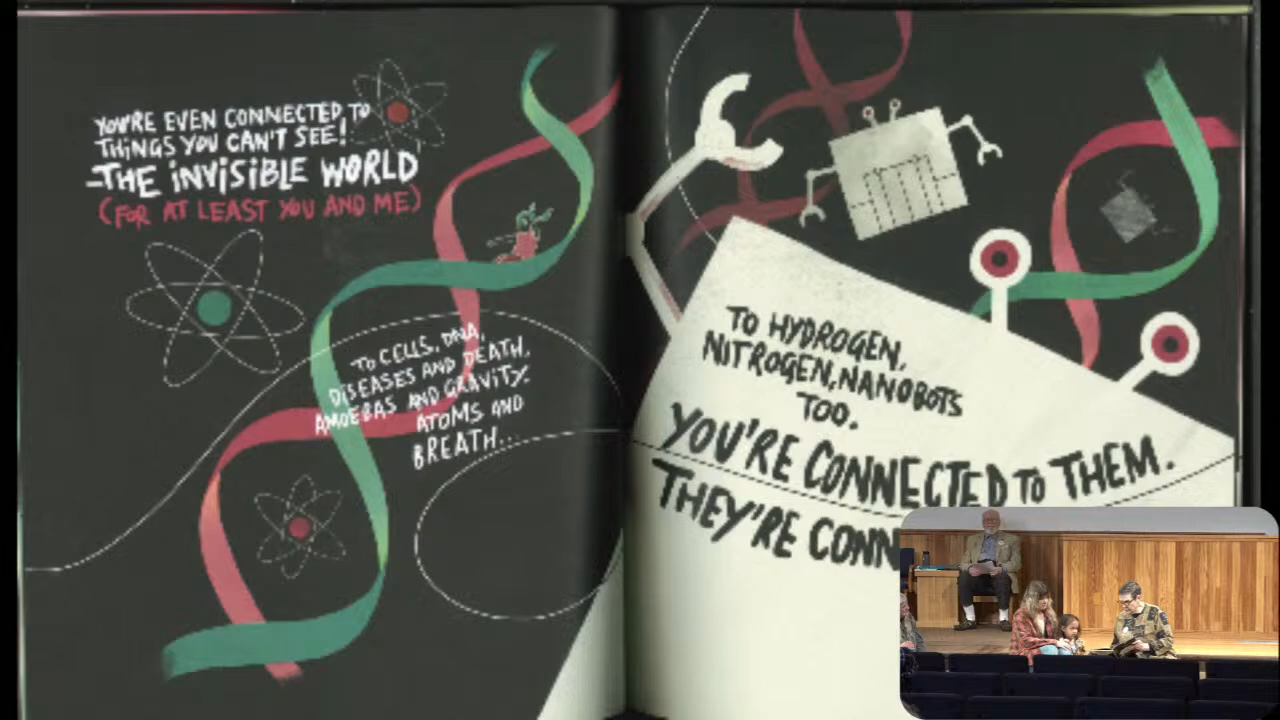 YOU'RE EVEN CONNECTED TO
THINGS YOU CAN'T SEE!
-THE INVISIBLE WORLD
(FOR AT LEAST YOU AND ME)
TO CELLS, DNA,
DISEASES AND DEATH,
AMOEBAS AND GRAVITY.
ATOMS AND
BREATH...
TO HYDROGEN,
NITROGEN, NANOBOTS
TOO.
YOU'RE CONNECTED TO THEM.
THEY'RE CONN